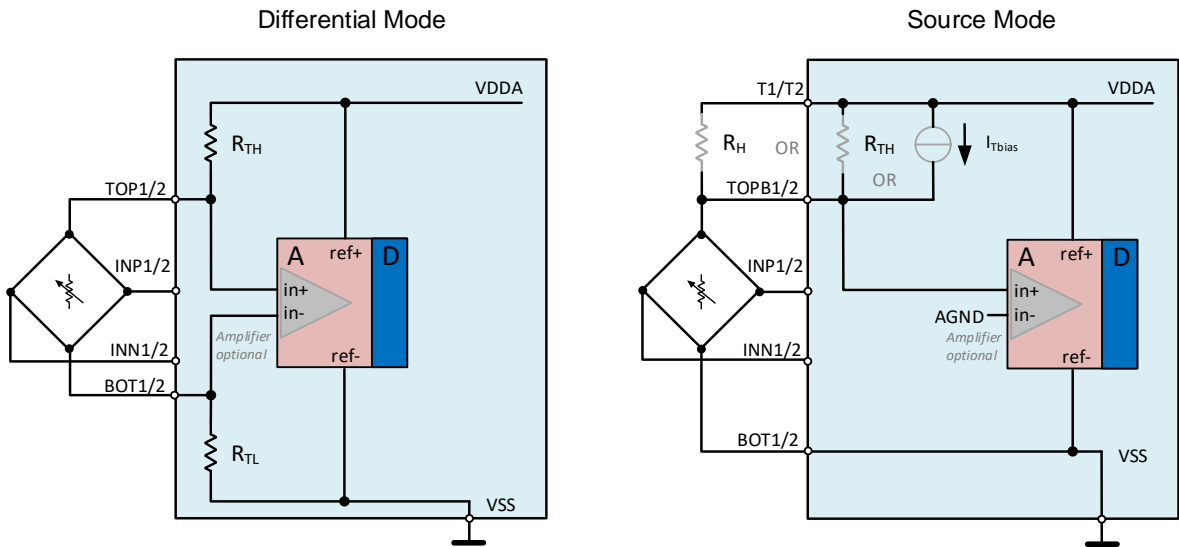 Differential Mode
VDDA
RTH
TOP1/2
A
D
ref+
INP1/2
in+
in-
Amplifier
optional
ref-
INN1/2
BOT1/2
RTL
VSS
Source Mode
T1/T2
VDDA
RH
OR
RTH
ITbias
OR
TOPB1/2
A
D
ref+
INP1/2
in+
AGND
in-
Amplifier
optional
ref-
INN1/2
BOT1/2
VSS